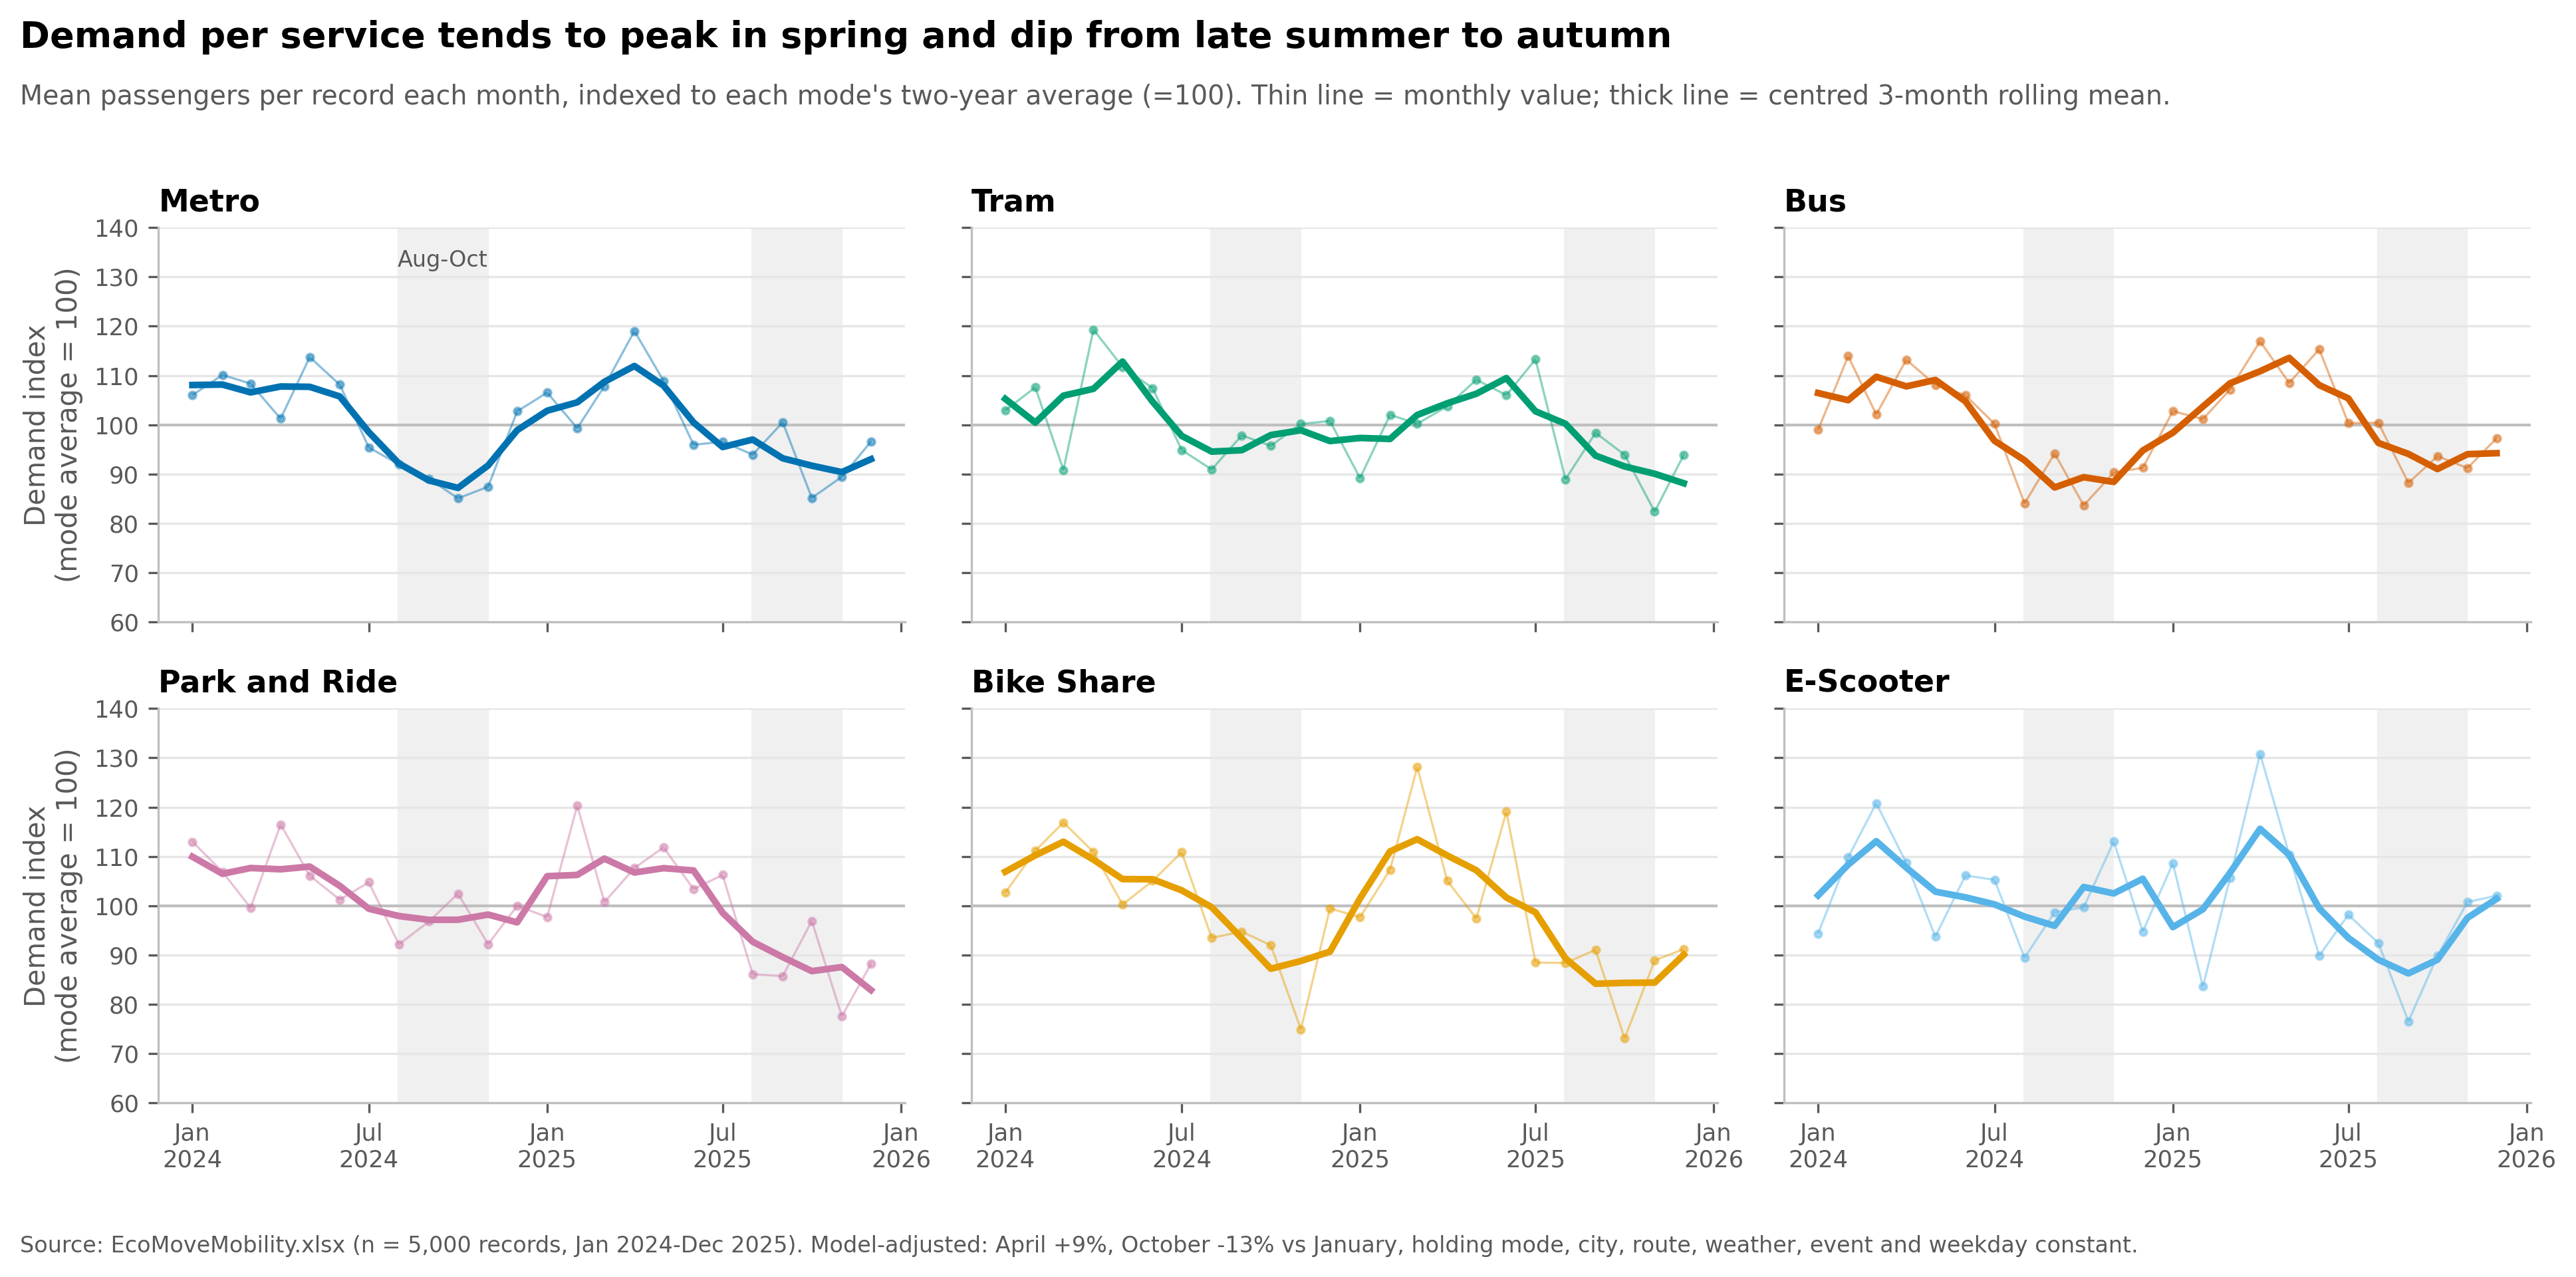 Demand per service tends to peak in spring and dip from late summer to autumn
Mean passengers per record each month, indexed to each mode's two-year average (=100). Thin line = monthly value; thick line = centred 3-month rolling mean.
Metro
Tram
Bus
Demand index
(mode average = 100)
140
130
120
110
100
90
80
70
60
Aug-Oct
Park and Ride
Bike Share
E-Scooter
Demand index
(mode average = 100)
140
130
120
110
100
90
80
70
60
Jan
2024
Jul
2024
Jan
2025
Jul
2025
Jan
2026
Jan
2024
Jul
2024
Jan
2025
Jul
2025
Jan
2026
Jan
2024
Jul
2024
Jan
2025
Jul
2025
Jan
2026
Source: EcoMoveMobility.xlsx (n = 5,000 records, Jan 2024-Dec 2025). Model-adjusted: April +9%, October -13% vs January, holding mode, city, route, weather, event and weekday constant.